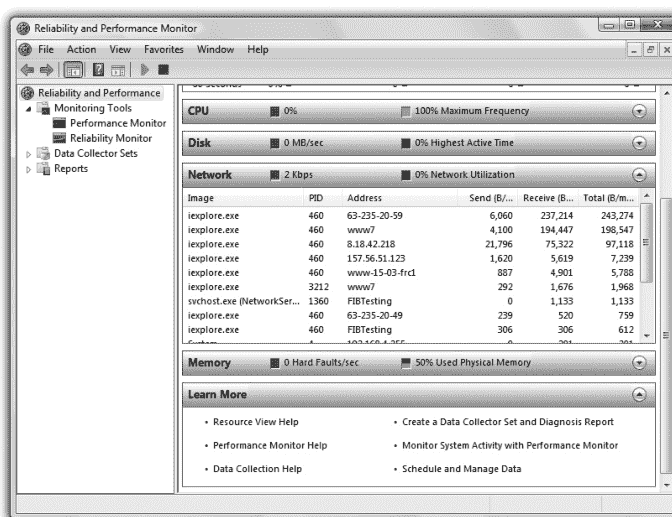 Reliability and Performance Monitor
File Action View Favorites Window Help
Reliability and Performance
Monitoring Tools
Performance Monitor
Reliability Monitor
Data Collector Sets
Reports
CPU 0% 100% Maximum Frequency
Disk 0 MB/sec 0% Highest Active Time
Network 2 Kbps 0% Network Utilization
Image PID Address Send (B/... Receive (B... Total (B/m...
iexplore.exe 460 63-235-20-59 6,060 237,214 243,274
iexplore.exe 460 www7 4,100 194,447 198,547
iexplore.exe 460 8.18.42.218 21,796 75,322 97,118
iexplore.exe 460 157.56.51.123 1,620 5,619 7,239
iexplore.exe 460 www-15-03-frc1 887 4,901 5,788
iexplore.exe 3212 www7 292 1,676 1,968
svchost.exe (NetworkSer... 1360 FIBTesting 0 1,133 1,133
iexplore.exe 460 63-235-20-49 239 520 759
iexplore.exe 460 FIBTesting 306 306 612
Memory 0 Hard Faults/sec 50% Used Physical Memory
Learn More
• Resource View Help • Create a Data Collector Set and Diagnosis Report
• Performance Monitor Help • Monitor System Activity with Performance Monitor
• Data Collection Help • Schedule and Manage Data